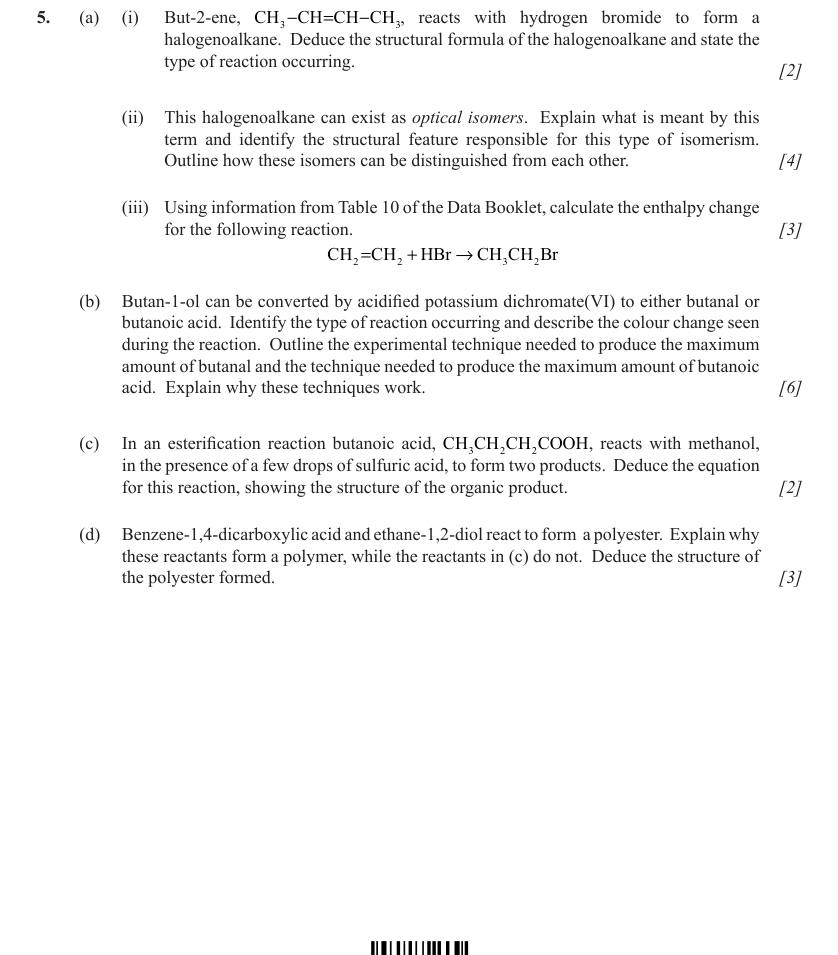 5. (a) (i) But-2-ene, CH₃−CH=CH−CH₃, reacts with hydrogen bromide to form a
halogenoalkane. Deduce the structural formula of the halogenoalkane and state the
type of reaction occurring.
[2]
(ii) This halogenoalkane can exist as optical isomers. Explain what is meant by this
term and identify the structural feature responsible for this type of isomerism.
Outline how these isomers can be distinguished from each other. [4]
(iii) Using information from Table 10 of the Data Booklet, calculate the enthalpy change
for the following reaction. [3]
CH₂=CH₂ + HBr → CH₃CH₂Br
(b) Butan-1-ol can be converted by acidified potassium dichromate(VI) to either butanal or
butanoic acid. Identify the type of reaction occurring and describe the colour change seen
during the reaction. Outline the experimental technique needed to produce the maximum
amount of butanal and the technique needed to produce the maximum amount of butanoic
acid. Explain why these techniques work. [6]
(c) In an esterification reaction butanoic acid, CH₃CH₂CH₂COOH, reacts with methanol,
in the presence of a few drops of sulfuric acid, to form two products. Deduce the equation
for this reaction, showing the structure of the organic product. [2]
(d) Benzene-1,4-dicarboxylic acid and ethane-1,2-diol react to form a polyester. Explain why
these reactants form a polymer, while the reactants in (c) do not. Deduce the structure of
the polyester formed. [3]